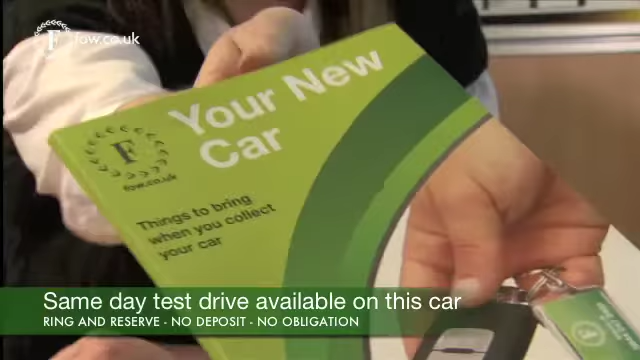 F
fow.co.uk
Your New
Car
F
fow.co.uk
Things to bring
when you collect
your car
Same day test drive available on this car
RING AND RESERVE - NO DEPOSIT - NO OBLIGATION